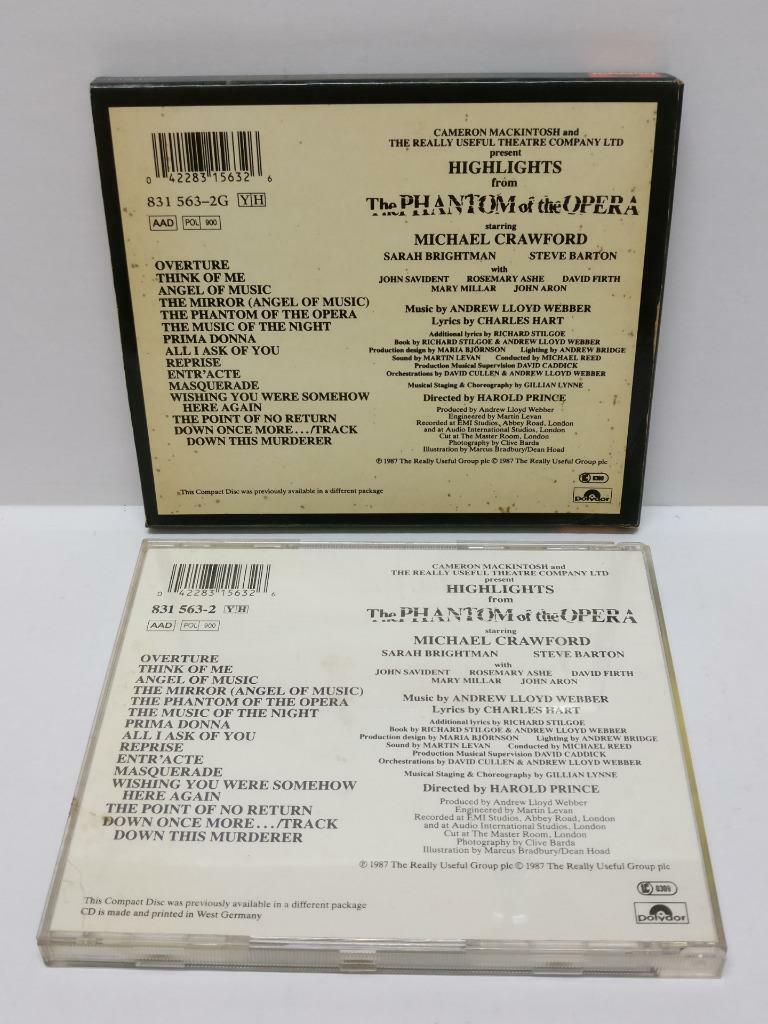 0 42283 15632 6
831 563-2G YH
AAD POL 900
OVERTURE
THINK OF ME
ANGEL OF MUSIC
THE MIRROR (ANGEL OF MUSIC)
THE PHANTOM OF THE OPERA
THE MUSIC OF THE NIGHT
PRIMA DONNA
ALL I ASK OF YOU
REPRISE
ENTR'ACTE
MASQUERADE
WISHING YOU WERE SOMEHOW
HERE AGAIN
THE POINT OF NO RETURN
DOWN ONCE MORE.../TRACK
DOWN THIS MURDERER
This Compact Disc was previously available in a different package
CAMERON MACKINTOSH and
THE REALLY USEFUL THEATRE COMPANY LTD
present
HIGHLIGHTS
from
The PHANTOM of the OPERA
starring
MICHAEL CRAWFORD
SARAH BRIGHTMAN STEVE BARTON
with
JOHN SAVIDENT ROSEMARY ASHE DAVID FIRTH
MARY MILLAR JOHN ARON
Music by ANDREW LLOYD WEBBER
Lyrics by CHARLES HART
Additional lyrics by RICHARD STILGOE
Book by RICHARD STILGOE & ANDREW LLOYD WEBBER
Production design by MARIA BJÖRNSON Lighting by ANDREW BRIDGE
Sound by MARTIN LEVAN Conducted by MICHAEL REED
Production Musical Supervision DAVID CADDICK
Orchestrations by DAVID CULLEN & ANDREW LLOYD WEBBER
Musical Staging & Choreography by GILLIAN LYNNE
Directed by HAROLD PRINCE
Produced by Andrew Lloyd Webber
Engineered by Martin Levan
Recorded at EMI Studios, Abbey Road, London
and at Audio International Studios, London
Cut at The Master Room, London
Photography by Clive Barda
Illustration by Marcus Bradbury/Dean Hoad
℗ 1987 The Really Useful Group plc © 1987 The Really Useful Group plc
LC 0309
Polydor
0 42283 15632 6
831 563-2 YH
AAD POL 900
OVERTURE
THINK OF ME
ANGEL OF MUSIC
THE MIRROR (ANGEL OF MUSIC)
THE PHANTOM OF THE OPERA
THE MUSIC OF THE NIGHT
PRIMA DONNA
ALL I ASK OF YOU
REPRISE
ENTR'ACTE
MASQUERADE
WISHING YOU WERE SOMEHOW
HERE AGAIN
THE POINT OF NO RETURN
DOWN ONCE MORE.../TRACK
DOWN THIS MURDERER
This Compact Disc was previously available in a different package
CD is made and printed in West Germany
CAMERON MACKINTOSH and
THE REALLY USEFUL THEATRE COMPANY LTD
present
HIGHLIGHTS
from
The PHANTOM of the OPERA
starring
MICHAEL CRAWFORD
SARAH BRIGHTMAN STEVE BARTON
with
JOHN SAVIDENT ROSEMARY ASHE DAVID FIRTH
MARY MILLAR JOHN ARON
Music by ANDREW LLOYD WEBBER
Lyrics by CHARLES HART
Additional lyrics by RICHARD STILGOE
Book by RICHARD STILGOE & ANDREW LLOYD WEBBER
Production design by MARIA BJÖRNSON Lighting by ANDREW BRIDGE
Sound by MARTIN LEVAN Conducted by MICHAEL REED
Production Musical Supervision DAVID CADDICK
Orchestrations by DAVID CULLEN & ANDREW LLOYD WEBBER
Musical Staging & Choreography by GILLIAN LYNNE
Directed by HAROLD PRINCE
Produced by Andrew Lloyd Webber
Engineered by Martin Levan
Recorded at EMI Studios, Abbey Road, London
and at Audio International Studios, London
Cut at The Master Room, London
Photography by Clive Barda
Illustration by Marcus Bradbury/Dean Hoad
℗ 1987 The Really Useful Group plc © 1987 The Really Useful Group plc
LC 0309
Polydor